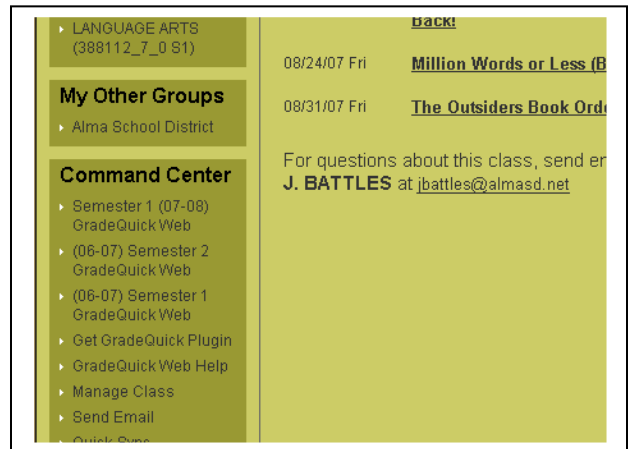 LANGUAGE ARTS
(388112_7_0 S1)
My Other Groups
Alma School District
Command Center
Semester 1 (07-08)
GradeQuick Web
(06-07) Semester 2
GradeQuick Web
(06-07) Semester 1
GradeQuick Web
Get GradeQuick Plugin
GradeQuick Web Help
Manage Class
Send Email
Quick Sync
Back!
08/24/07 Fri Million Words or Less (B
08/31/07 Fri The Outsiders Book Orde
For questions about this class, send em
J. BATTLES at jbattles@almasd.net